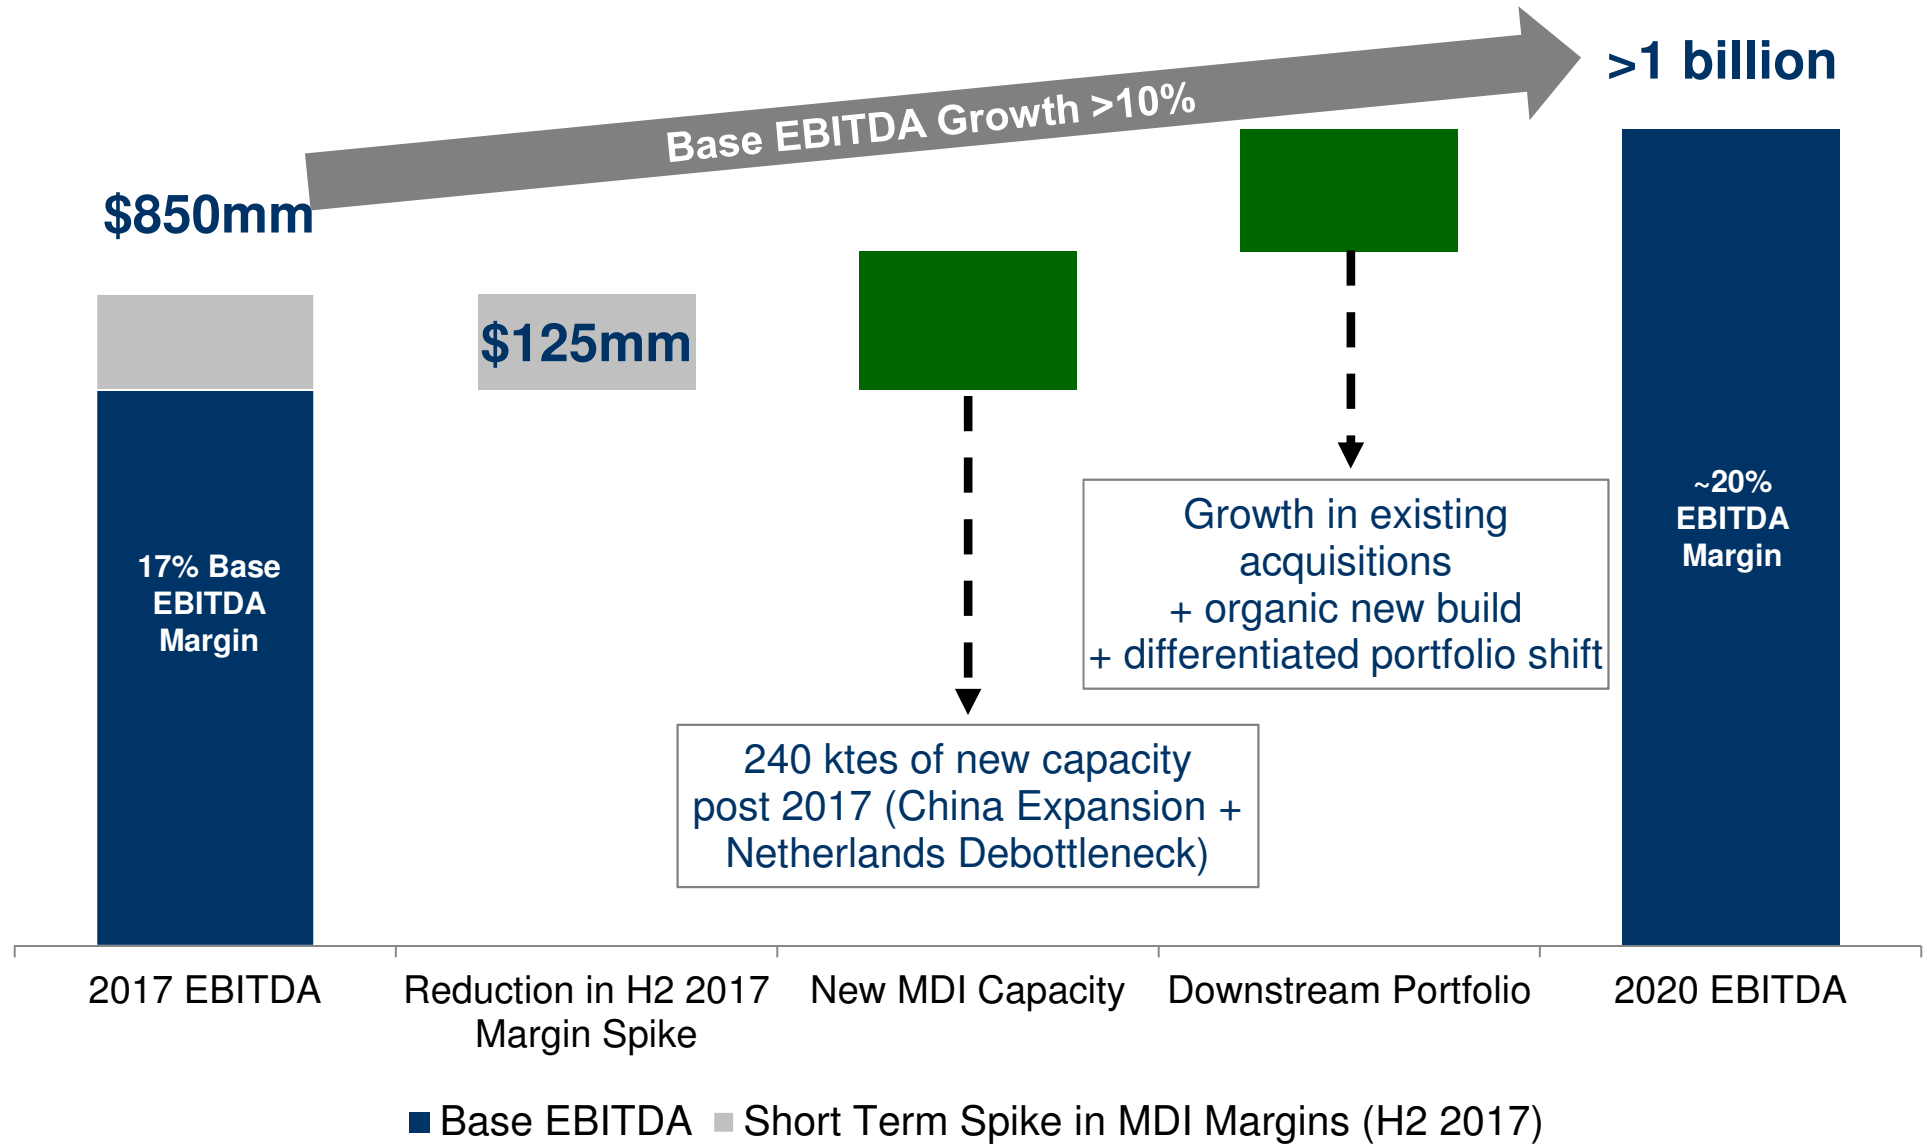 >1 billion
Base EBITDA Growth >10%
$850mm
$125mm
17% Base
EBITDA
Margin
~20%
EBITDA
Margin
Growth in existing
acquisitions
+ organic new build
+ differentiated portfolio shift
240 ktes of new capacity
post 2017 (China Expansion +
Netherlands Debottleneck)
2017 EBITDA
Reduction in H2 2017
Margin Spike
New MDI Capacity
Downstream Portfolio
2020 EBITDA
Base EBITDA
Short Term Spike in MDI Margins (H2 2017)